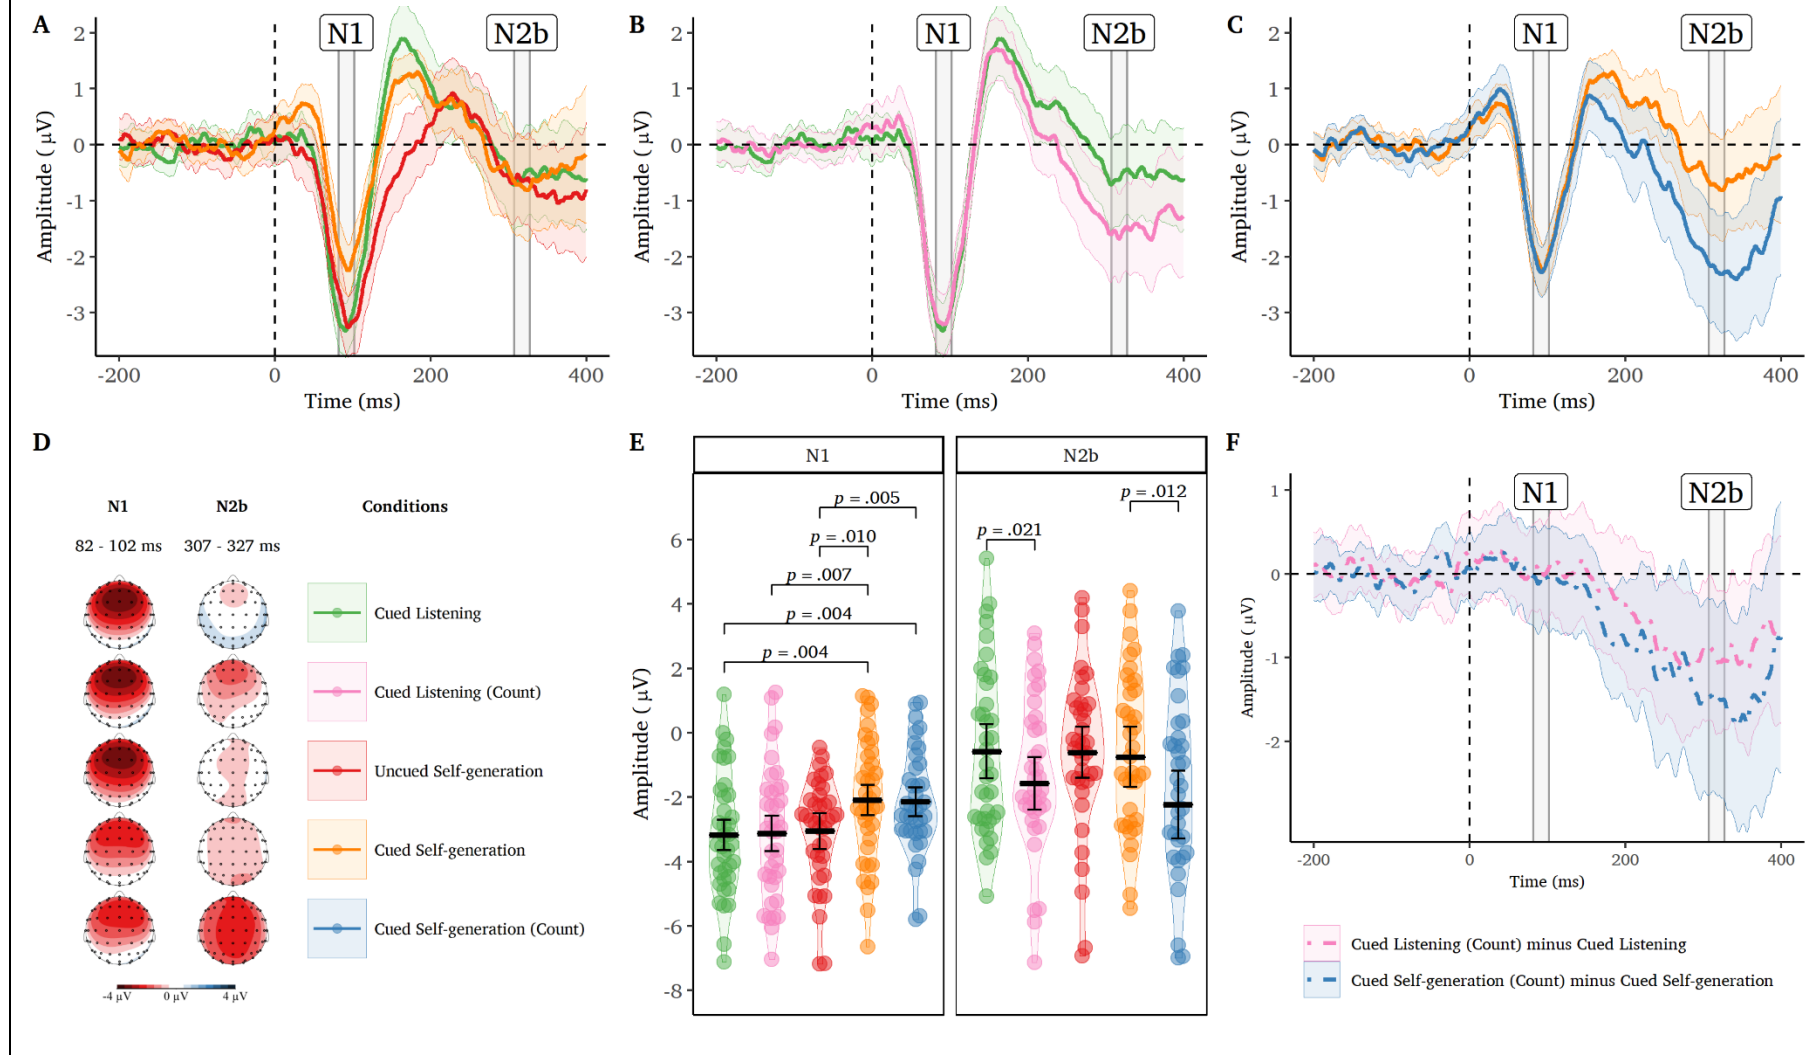 A
N1
N2b
2
1
0
-1
-2
-3
Amplitude ( µV)
-200
0
200
400
Time (ms)
B
N1
N2b
2
1
0
-1
-2
-3
Amplitude ( µV)
-200
0
200
400
Time (ms)
C
N1
N2b
2
1
0
-1
-2
-3
Amplitude ( µV)
-200
0
200
400
Time (ms)
D
N1 N2b Conditions
82 - 102 ms 307 - 327 ms
Cued Listening
Cued Listening (Count)
Uncued Self-generation
Cued Self-generation
Cued Self-generation (Count)
-4 µV 0 µV 4 µV
E
N1
N2b
p = .005
p = .010
p = .007
p = .004
p = .004
p = .012
p = .021
6
4
2
0
-2
-4
-6
-8
Amplitude ( µV)
F
N1
N2b
1
0
-1
-2
Amplitude ( µV)
-200
0
200
400
Time (ms)
Cued Listening (Count) minus Cued Listening
Cued Self-generation (Count) minus Cued Self-generation